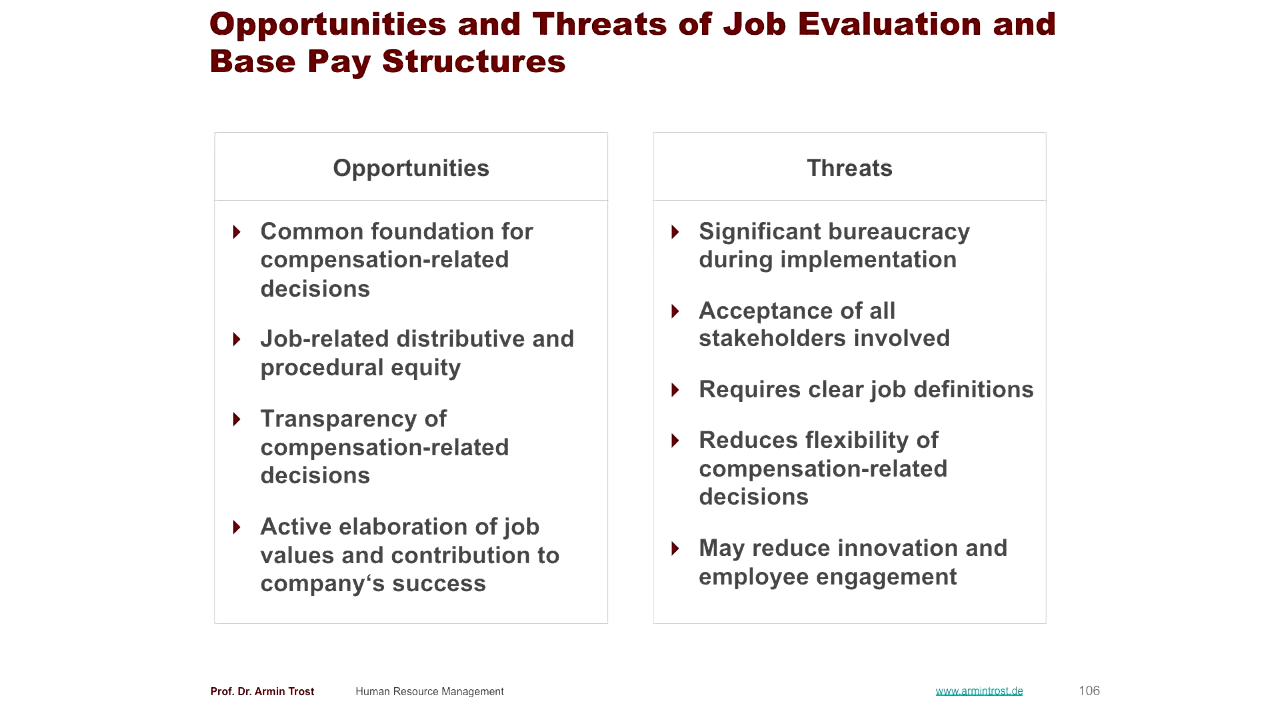 Opportunities and Threats of Job Evaluation and
Base Pay Structures
Opportunities
Common foundation for
compensation-related
decisions
Job-related distributive and
procedural equity
Transparency of
compensation-related
decisions
Active elaboration of job
values and contribution to
company‘s success
Threats
Significant bureaucracy
during implementation
Acceptance of all
stakeholders involved
Requires clear job definitions
Reduces flexibility of
compensation-related
decisions
May reduce innovation and
employee engagement
Prof. Dr. Armin Trost Human Resource Management www.armintrost.de 106